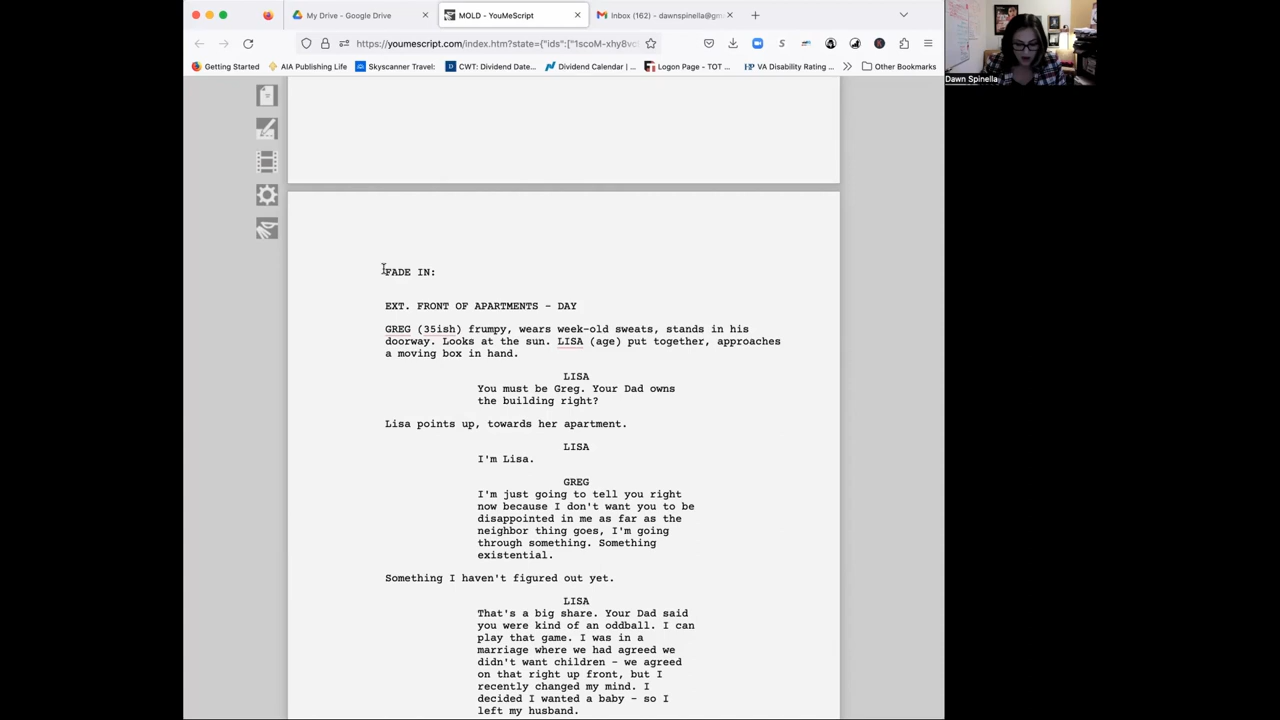 My Drive - Google Drive
MOLD - YouMeScript
Inbox (162) - dawnspinella@gm
https://youmescript.com/index.htm?state={"ids":["1scoM-xhy8vc
Getting Started
AIA Publishing Life
Skyscanner Travel:
CWT: Dividend Date...
Dividend Calendar | ...
Logon Page - TOT ...
VA Disability Rating ...
Other Bookmarks
Dawn Spinella
FADE IN:
EXT. FRONT OF APARTMENTS - DAY
GREG (35ish) frumpy, wears week-old sweats, stands in his
doorway. Looks at the sun. LISA (age) put together, approaches
a moving box in hand.
LISA
You must be Greg. Your Dad owns
the building right?
Lisa points up, towards her apartment.
LISA
I'm Lisa.
GREG
I'm just going to tell you right
now because I don't want you to be
disappointed in me as far as the
neighbor thing goes, I'm going
through something. Something
existential.
Something I haven't figured out yet.
LISA
That's a big share. Your Dad said
you were kind of an oddball. I can
play that game. I was in a
marriage where we had agreed we
didn't want children - we agreed
on that right up front, but I
recently changed my mind. I
decided I wanted a baby - so I
left my husband.